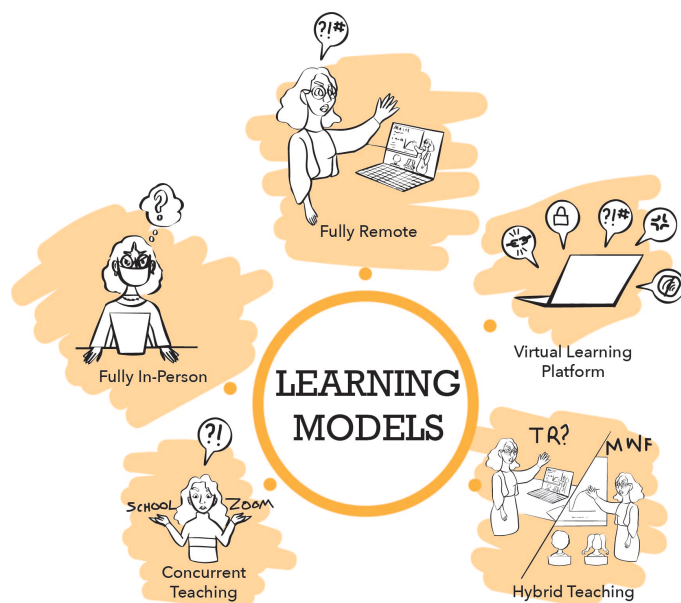 ?!#
Fully Remote
?
Fully In-Person
?!#
Virtual Learning
Platform
LEARNING
MODELS
?!
SCHOOL
ZOOM
Concurrent
Teaching
TR?
MWF
Hybrid Teaching